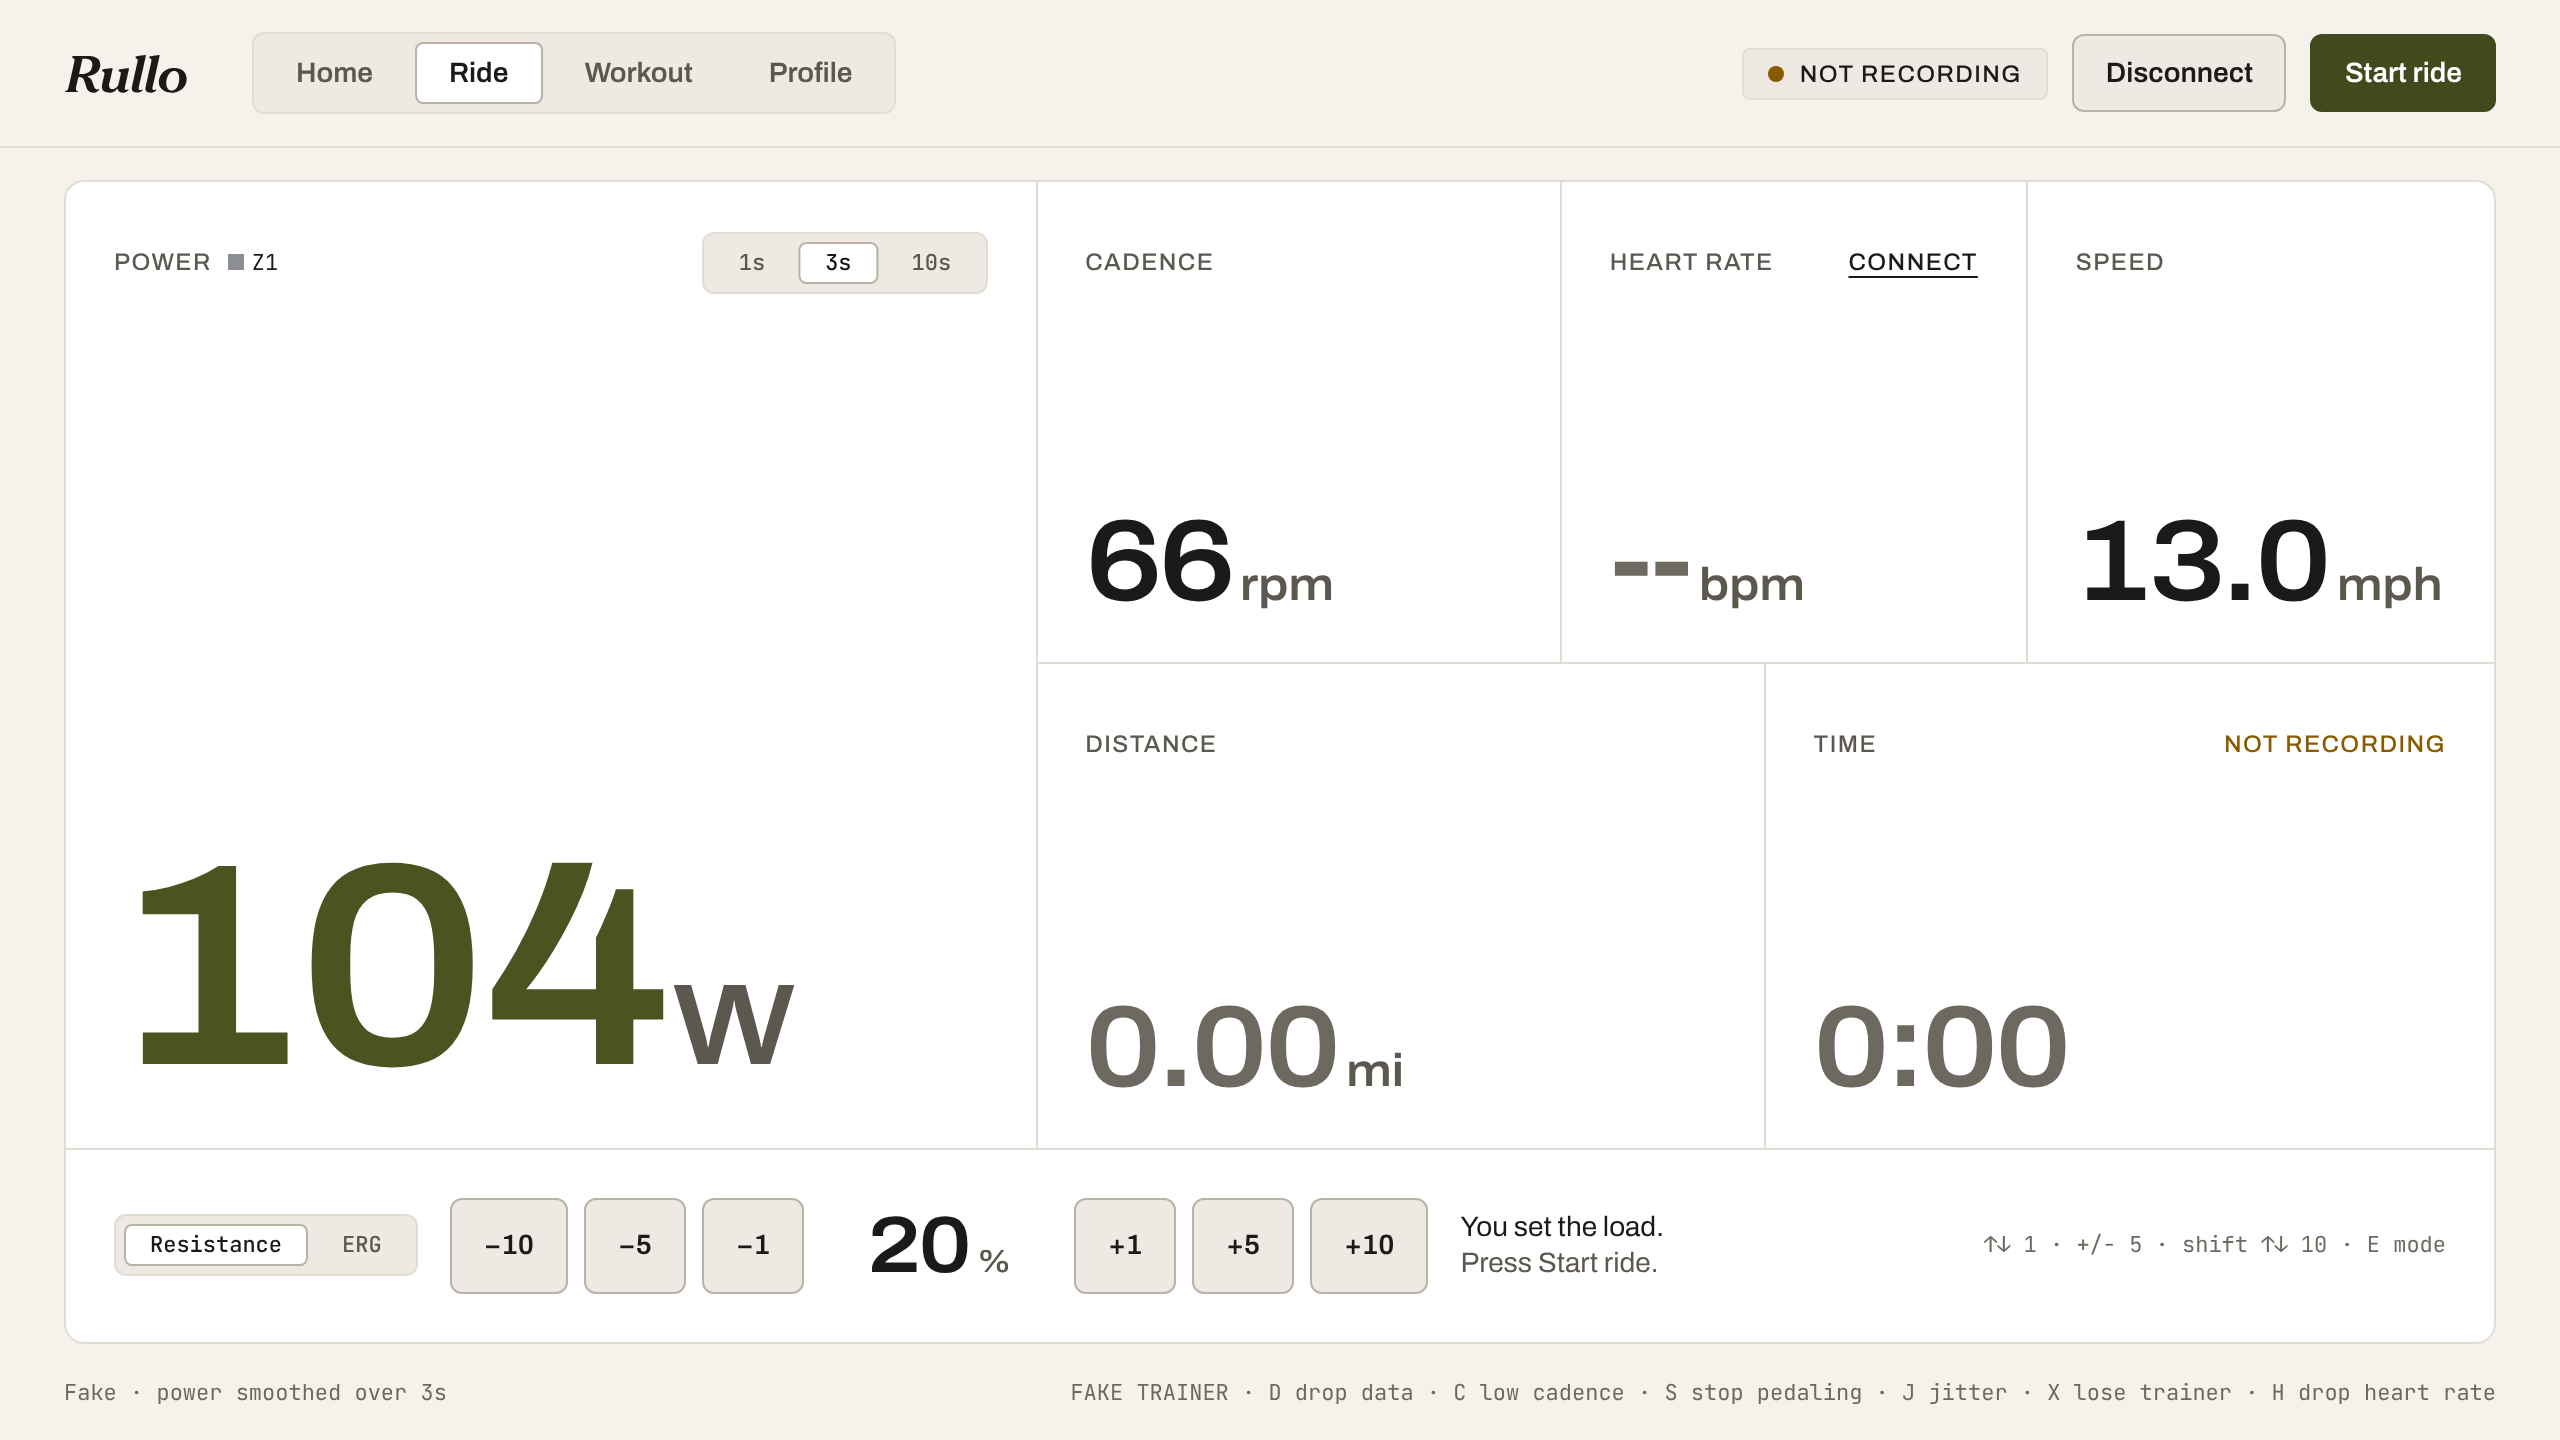 Rullo
Home Ride Workout Profile
NOT RECORDING
Disconnect
Start ride
POWER Z1
1s 3s 10s
104 W
CADENCE
66 rpm
HEART RATE CONNECT
-- bpm
SPEED
13.0 mph
DISTANCE
0.00 mi
TIME NOT RECORDING
0:00
Resistance ERG
−10 −5 −1 20 % +1 +5 +10
You set the load.
Press Start ride.
↑↓ 1 · +/- 5 · shift ↑↓ 10 · E mode
Fake · power smoothed over 3s
FAKE TRAINER · D drop data · C low cadence · S stop pedaling · J jitter · X lose trainer · H drop heart rate